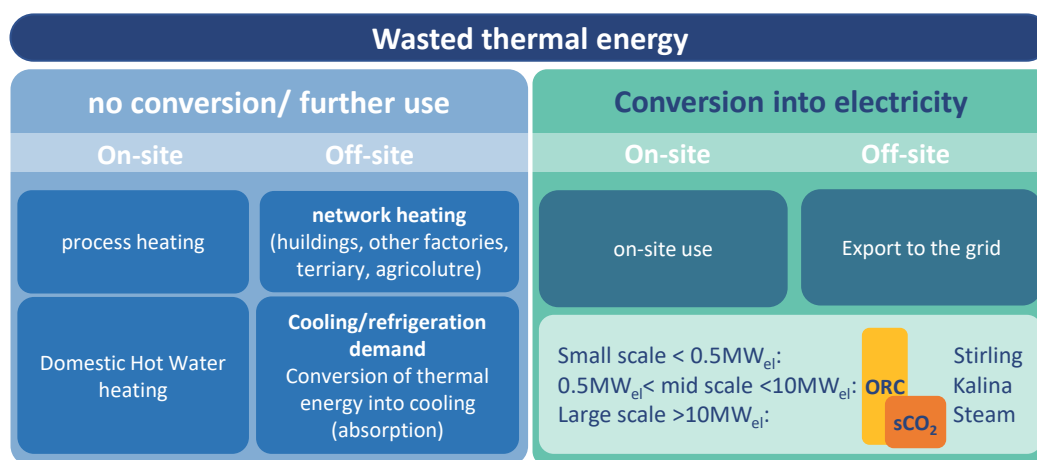 Wasted thermal energy
no conversion/ further use
On-site
Off-site
process heating
network heating
(huildings, other factories,
terriary, agricolutre)
Domestic Hot Water
heating
Cooling/refrigeration
demand
Conversion of thermal
energy into cooling
(absorption)
Conversion into electricity
On-site
Off-site
on-site use
Export to the grid
Small scale < 0.5MWel:
0.5MWel< mid scale <10MWel:
Large scale >10MWel:
ORC
sCO2
Stirling
Kalina
Steam